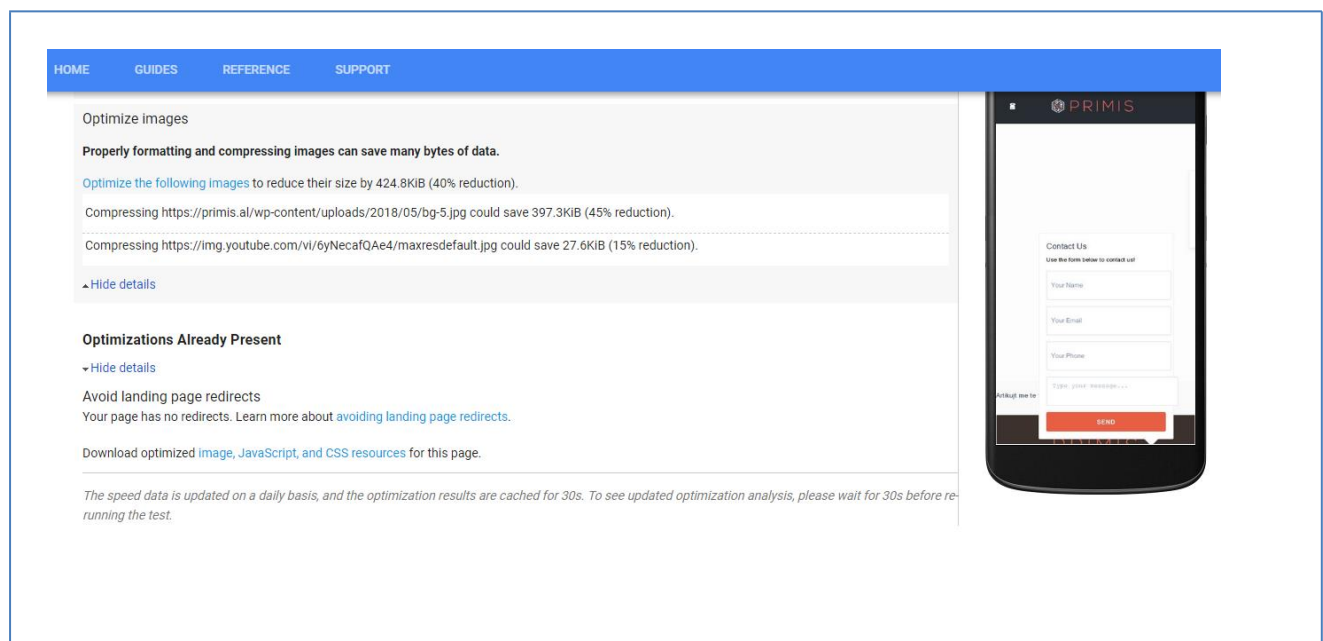 HOME GUIDES REFERENCE SUPPORT
Optimize images
Properly formatting and compressing images can save many bytes of data.
Optimize the following images to reduce their size by 424.8KiB (40% reduction).
Compressing https://primis.al/wp-content/uploads/2018/05/bg-5.jpg could save 397.3KiB (45% reduction).
Compressing https://img.youtube.com/vi/6yNecafQAe4/maxresdefault.jpg could save 27.6KiB (15% reduction).
Hide details
Optimizations Already Present
Hide details
Avoid landing page redirects
Your page has no redirects. Learn more about avoiding landing page redirects.
Download optimized image, JavaScript, and CSS resources for this page.
The speed data is updated on a daily basis, and the optimization results are cached for 30s. To see updated optimization analysis, please wait for 30s before re-
running the test.
PRIMIS
Contact Us
Use the form below to contact us!
Your Name
Your Email
Your Phone
Type your message...
Artikujt me te
SEND